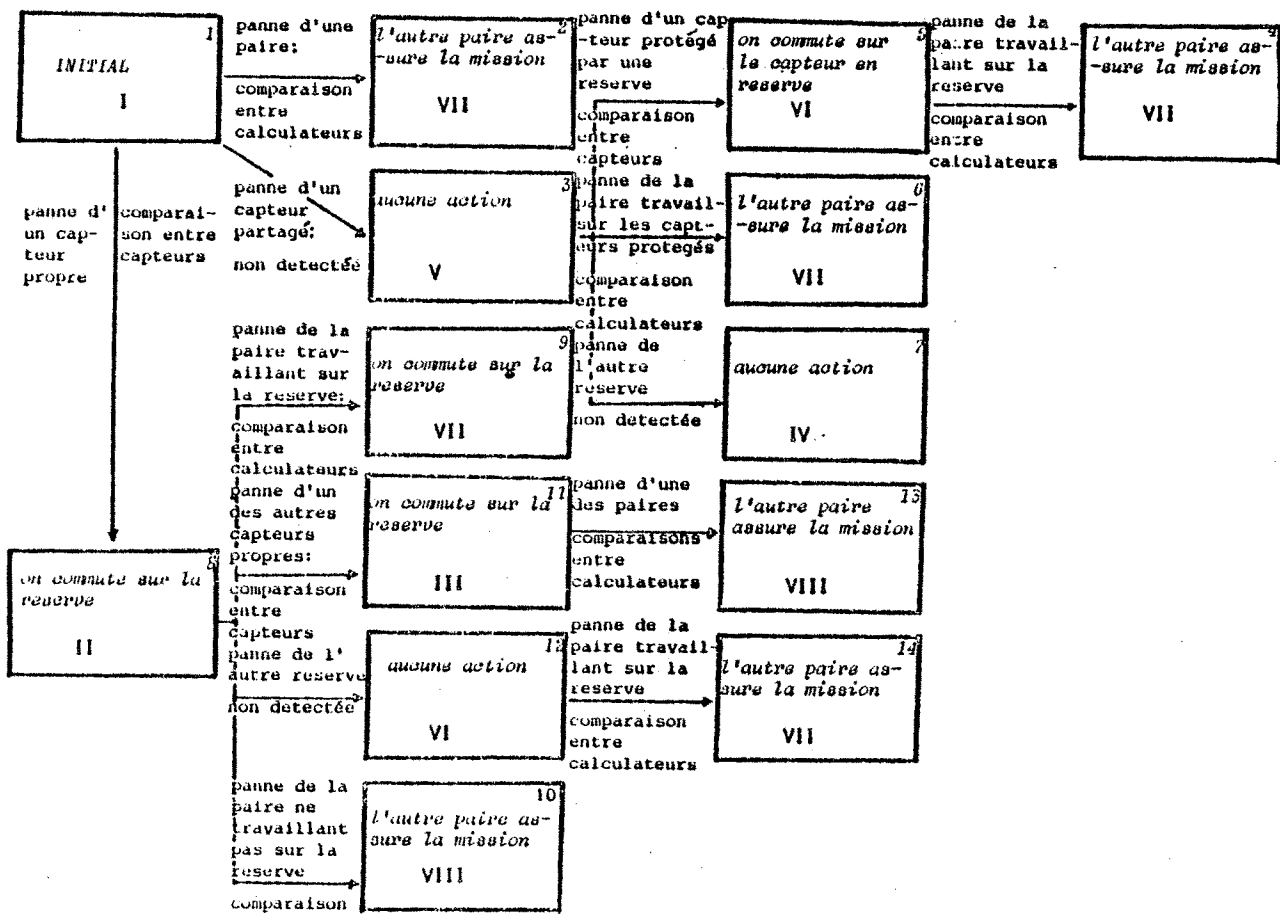 1
INITIAL
I
panne d'une
paire;
comparaison
entre
calculateurs
2
l'autre paire as-
-sure la mission
VII
panne d'un cap
-teur protégé
par une
reserve
comparaison
entre
capteurs
5
on commute sur
le capteur en
reserve
VI
panne de la
paire travail-
lant sur la
reserve
comparaison
entre
calculateurs
4
l'autre paire as-
-sure la mission
VII
panne d'un
capteur
partagé;
non detectée
3
aucune action
V
panne de la
paire travail-
sur les capt-
eurs protegés
comparaison
entre
calculateurs
6
l'autre paire as-
-sure la mission
VII
panne de
l'autre
reserve
non detectée
7
aucune action
IV
panne d'
un cap-
teur
propre
comparai-
son entre
capteurs
8
on commute sur la
reserve
II
panne de la
paire trav-
aillant sur
la reserve:
comparaison
entre
calculateurs
9
on commute sur la
reserve
VII
panne d'un
des autres
capteurs
propres:
comparaison
entre
capteurs
11
on commute sur la
reserve
III
panne d'une
des paires
comparaisons
entre
calculateurs
13
l'autre paire
assure la mission
VIII
panne de l'
autre reserve
non detectée
12
aucune action
VI
panne de la
paire travail-
lant sur la
reserve
comparaison
entre
calculateurs
14
l'autre paire as-
-sure la mission
VII
panne de la
paire ne
travaillant
pas sur la
reserve
comparaison
10
l'autre paire as-
-sure la mission
VIII